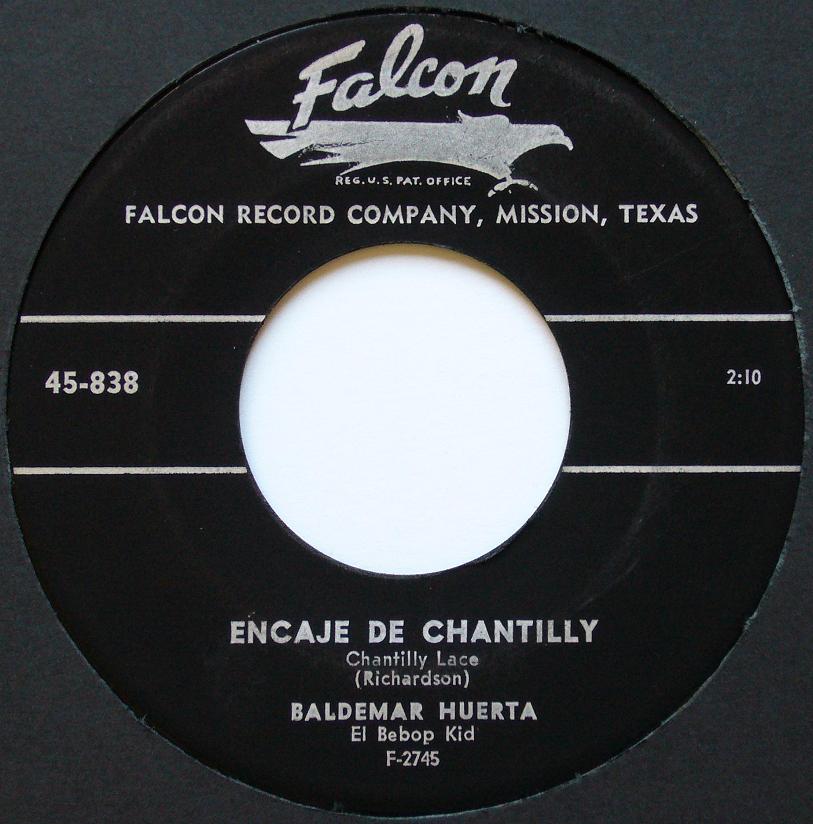 Falcon
REG. U.S. PAT. OFFICE
FALCON RECORD COMPANY, MISSION, TEXAS
45-838
2:10
ENCAJE DE CHANTILLY
Chantilly Lace
(Richardson)
BALDEMAR HUERTA
El Bebop Kid
F-2745